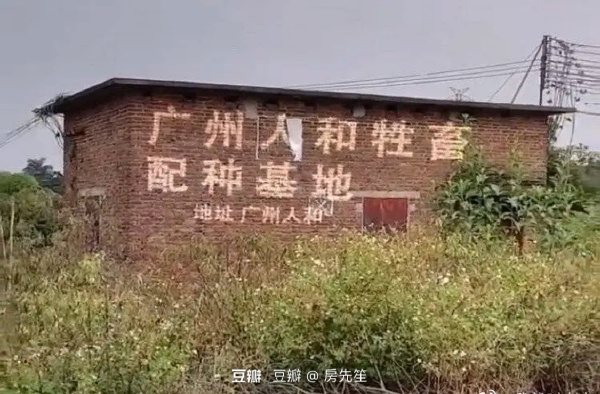 广州人和牲畜
配种基地
地址 广州人和
豆瓣 豆瓣 @ 房先笙